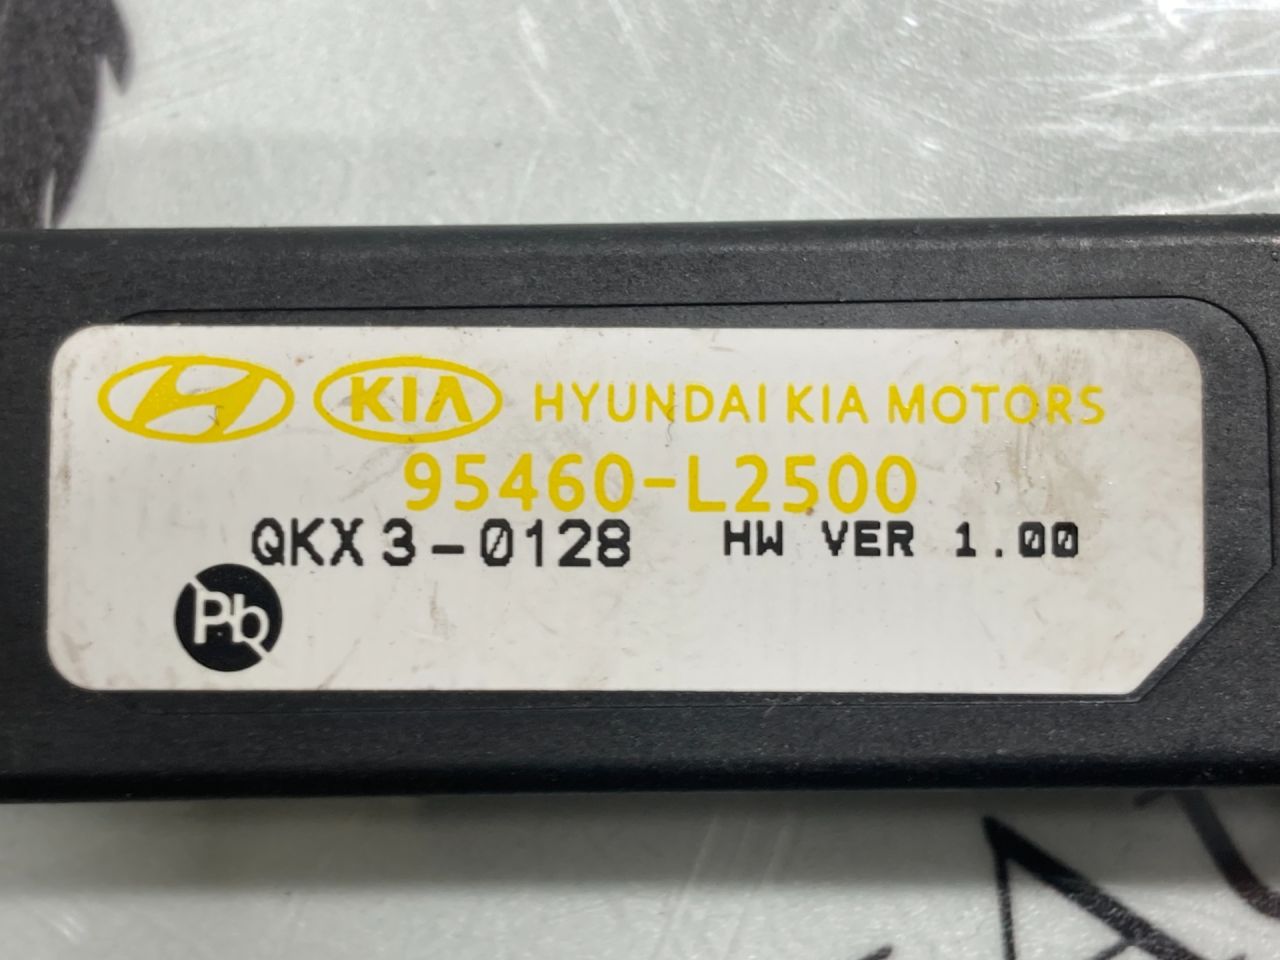 KIA HYUNDAI KIA MOTORS
95460-L2500
QKX3-0128 HW VER 1.00
Pb